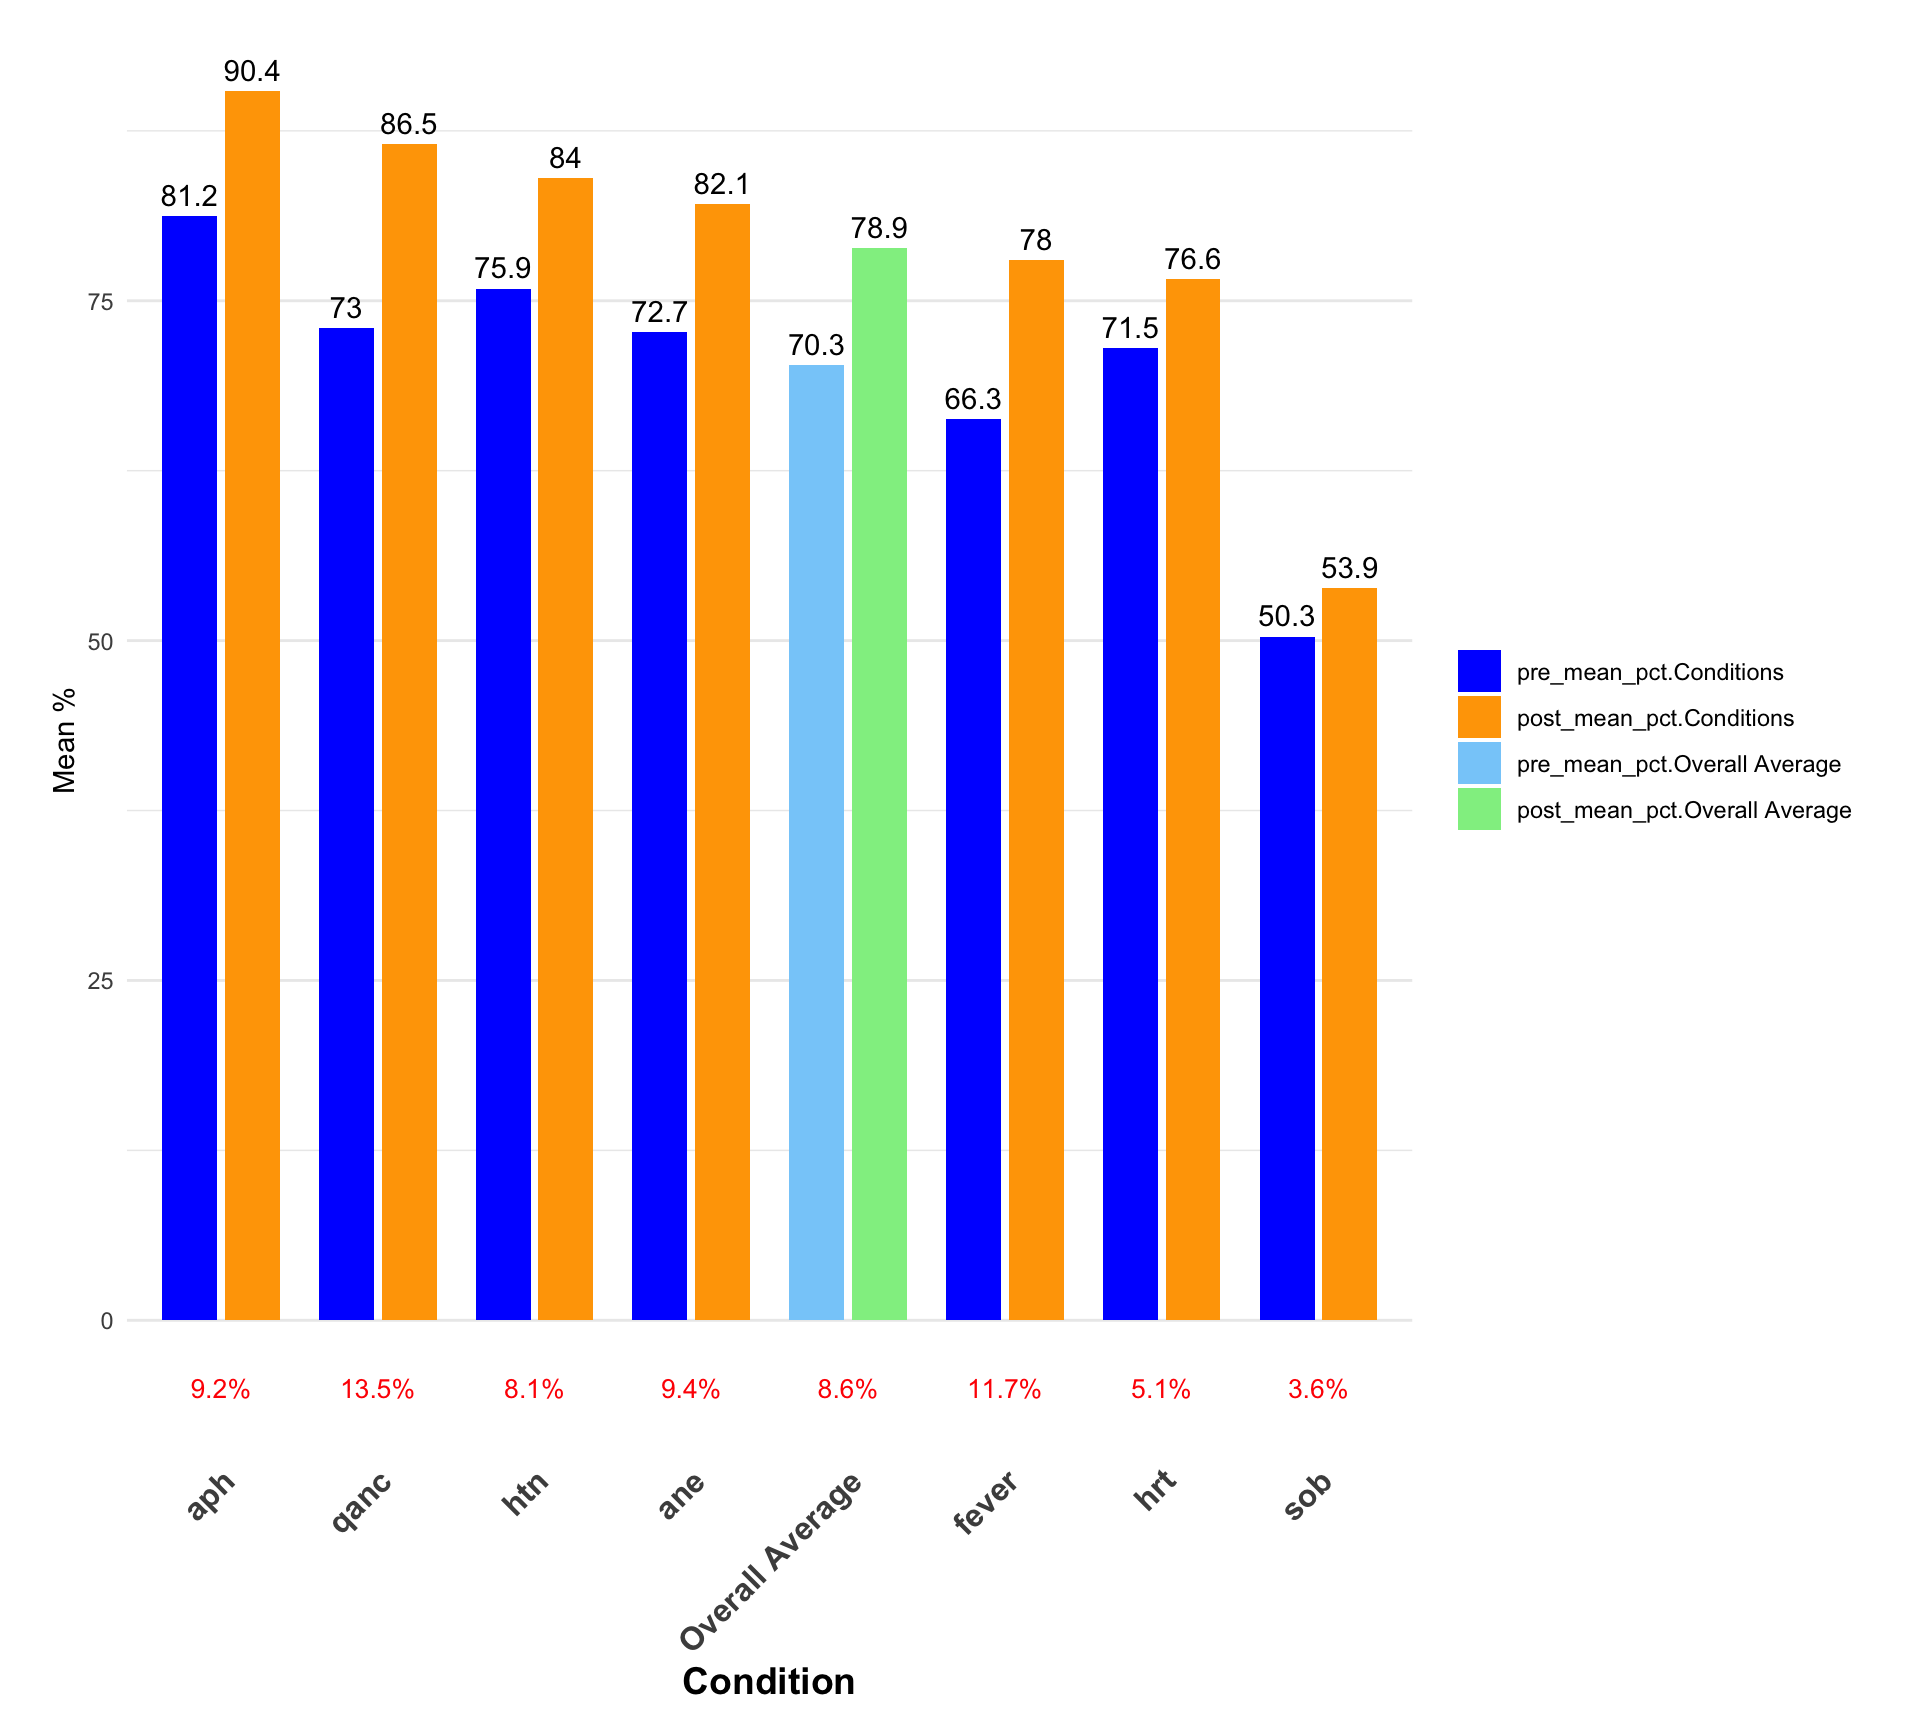 90.4
86.5
84
82.1
81.2
78.9
78
76.6
75.9
73
72.7
71.5
70.3
66.3
53.9
50.3
75
50
25
0
Mean %
pre_mean_pct.Conditions
post_mean_pct.Conditions
pre_mean_pct.Overall Average
post_mean_pct.Overall Average
9.2% 13.5% 8.1% 9.4% 8.6% 11.7% 5.1% 3.6%
aph
qanc
htn
ane
Overall Average
fever
hrt
sob
Condition